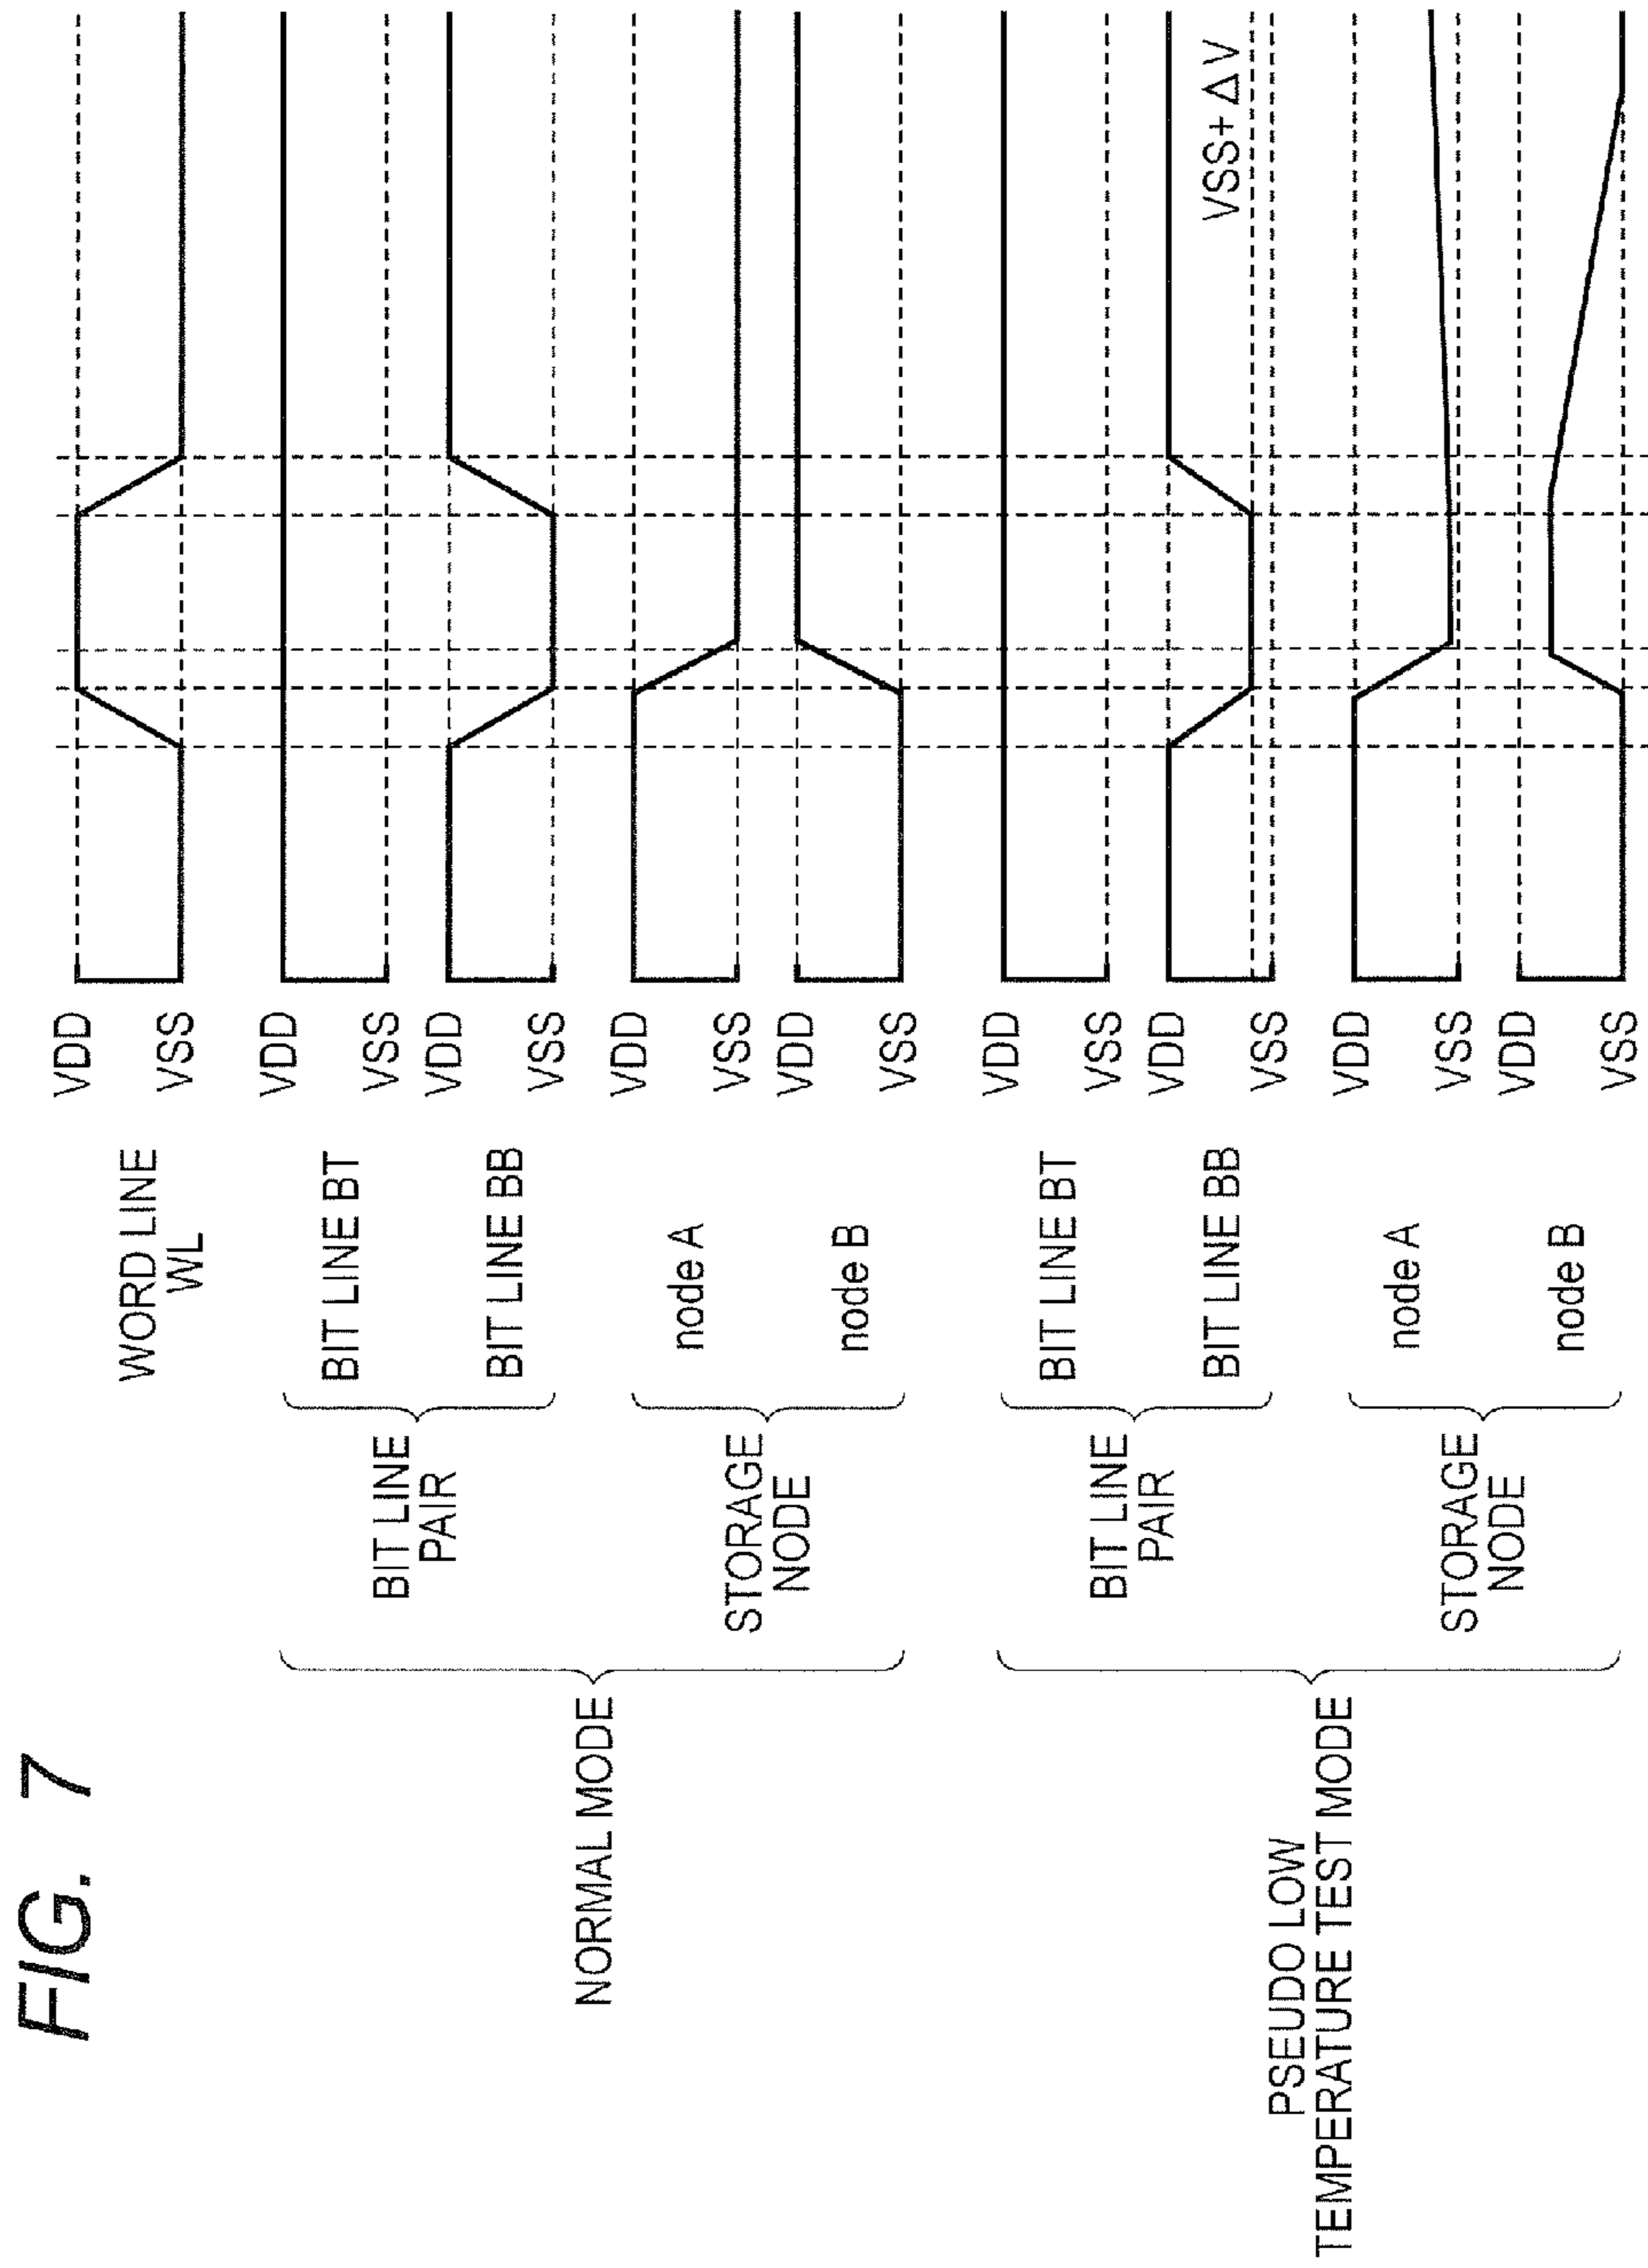 FIG. 7
WORD LINE
WL
VDD
VSS
NORMAL MODE
BIT LINE
PAIR
BIT LINE BT
VDD
VSS
BIT LINE BB
VDD
VSS
STORAGE
NODE
node A
VDD
VSS
node B
VDD
VSS
PSEUDO LOW
TEMPERATURE TEST MODE
BIT LINE
PAIR
BIT LINE BT
VDD
VSS
BIT LINE BB
VDD
VSS
VSS+ ΔV
STORAGE
NODE
node A
VDD
VSS
node B
VDD
VSS